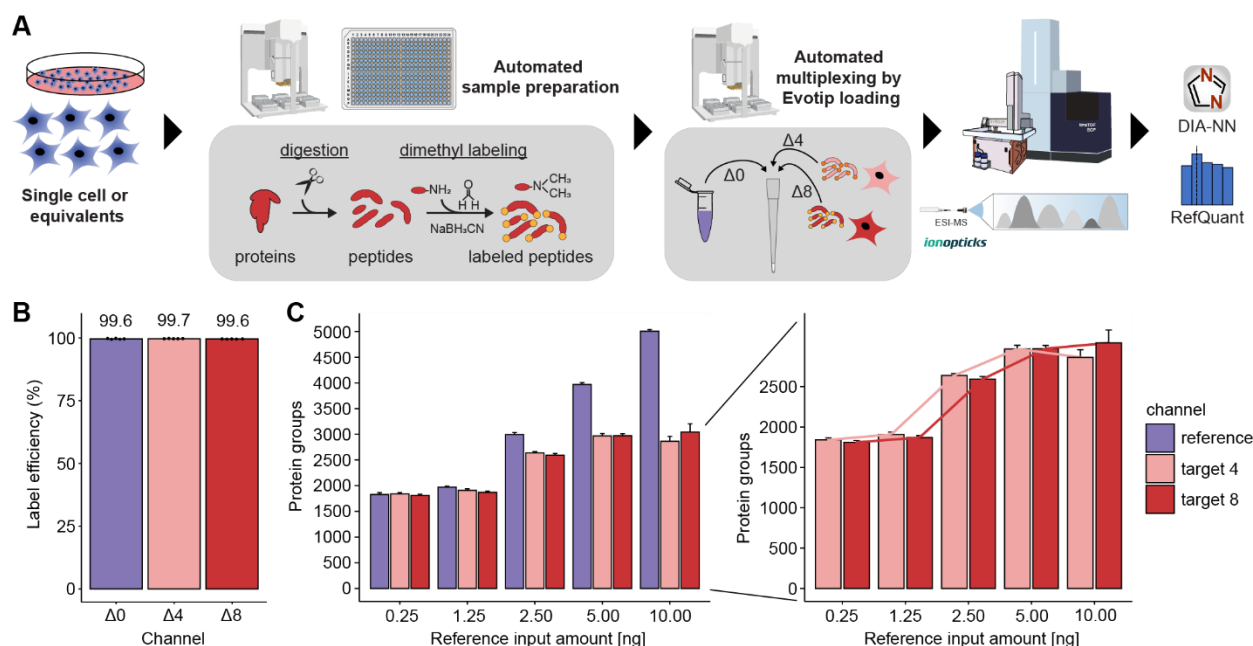 A
Single cell or
equivalents
Automated
sample preparation
digestion
dimethyl labeling
NH₂
N
CH₃
CH₃
O
H H
NaBH₃CN
proteins
peptides
labeled peptides
Automated
multiplexing by
Evotip loading
Δ0
Δ4
Δ8
ESI-MS
ionopticks
N
N
DIA-NN
RefQuant
B
99.6 99.7 99.6
100
75
50
25
0
Label efficiency (%)
Δ0 Δ4 Δ8
Channel
C
5000
4500
4000
3500
3000
2500
2000
1500
1000
500
0
Protein groups
0.25 1.25 2.50 5.00 10.00
Reference input amount [ng]
2500
2000
1500
1000
500
0
Protein groups
0.25 1.25 2.50 5.00 10.00
Reference input amount [ng]
channel
reference
target 4
target 8